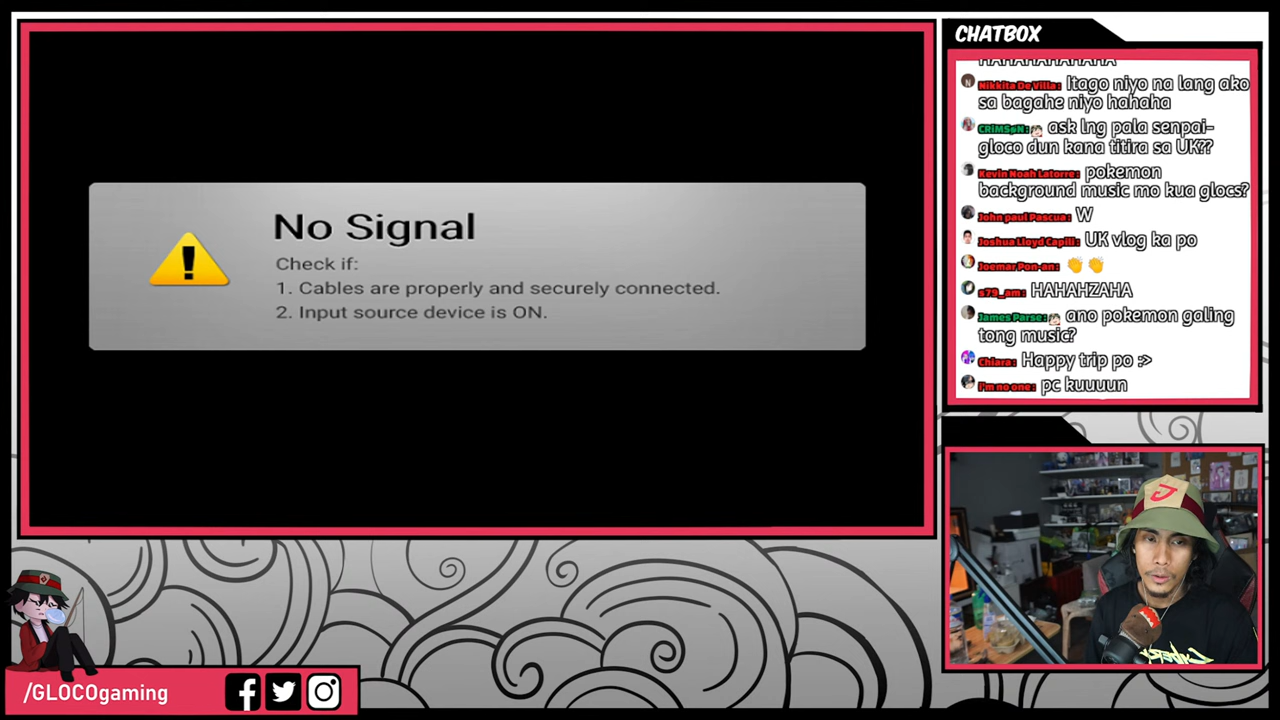 CHATBOX
HAHAHAHAHAHA
Nikkita De Villa: Itago niyo na lang ako
sa bagahe niyo hahaha
CRiMSeN: ask lng pala senpai-
gloco dun kana titira sa UK??
Kevin Noah Latorre: pokemon
background music mo kua glocs?
John paul Pascua: W
Joshua Lloyd Capili: UK vlog ka po
Joemar Pon-an: 👏 👏
s79_am: HAHAHZAHA
James Parse: ano pokemon galing
tong music?
Chiara: Happy trip po :>
I'm no one: pc kuuuun
No Signal
Check if:
1. Cables are properly and securely connected.
2. Input source device is ON.
/GLOCOgaming